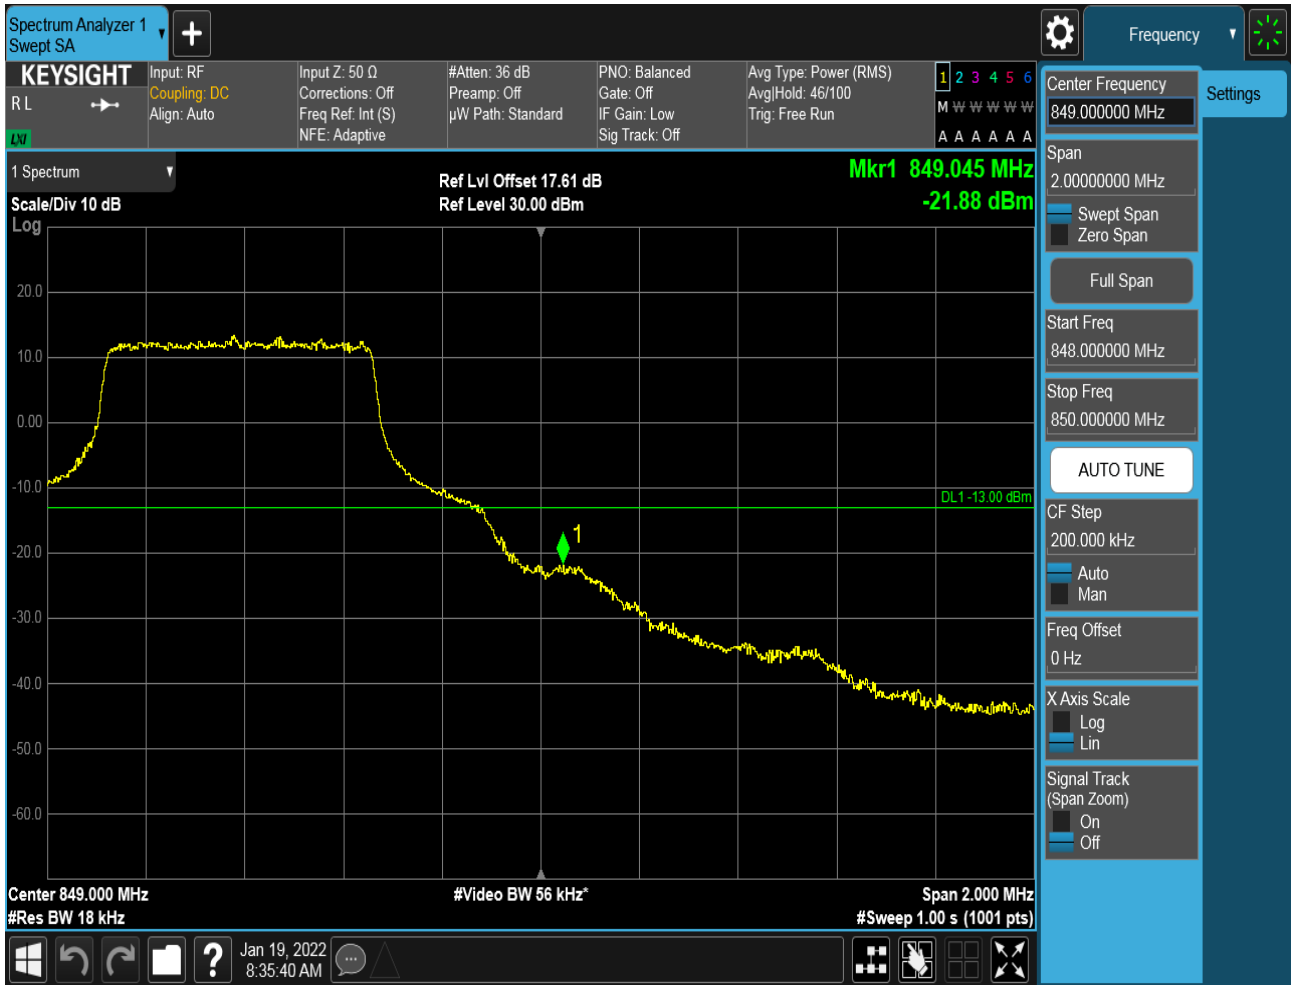 Spectrum Analyzer 1
Swept SA
+
Frequency
KEYSIGHT
R L
LXI
Input: RF
Coupling: DC
Align: Auto
Input Z: 50 Ω
Corrections: Off
Freq Ref: Int (S)
NFE: Adaptive
#Atten: 36 dB
Preamp: Off
µW Path: Standard
PNO: Balanced
Gate: Off
IF Gain: Low
Sig Track: Off
Avg Type: Power (RMS)
Avg|Hold: 46/100
Trig: Free Run
1 2 3 4 5 6
M W W W W W
A A A A A A
1 Spectrum
Scale/Div 10 dB
Log
Ref Lvl Offset 17.61 dB
Ref Level 30.00 dBm
Mkr1 849.045 MHz
-21.88 dBm
20.0
10.0
0.00
-10.0
-20.0
-30.0
-40.0
-50.0
-60.0
DL1 -13.00 dBm
1
Center 849.000 MHz
#Res BW 18 kHz
#Video BW 56 kHz*
Span 2.000 MHz
#Sweep 1.00 s (1001 pts)
Center Frequency
849.000000 MHz
Settings
Span
2.00000000 MHz
Swept Span
Zero Span
Full Span
Start Freq
848.000000 MHz
Stop Freq
850.000000 MHz
AUTO TUNE
CF Step
200.000 kHz
Auto
Man
Freq Offset
0 Hz
X Axis Scale
Log
Lin
Signal Track
(Span Zoom)
On
Off
?
Jan 19, 2022
8:35:40 AM